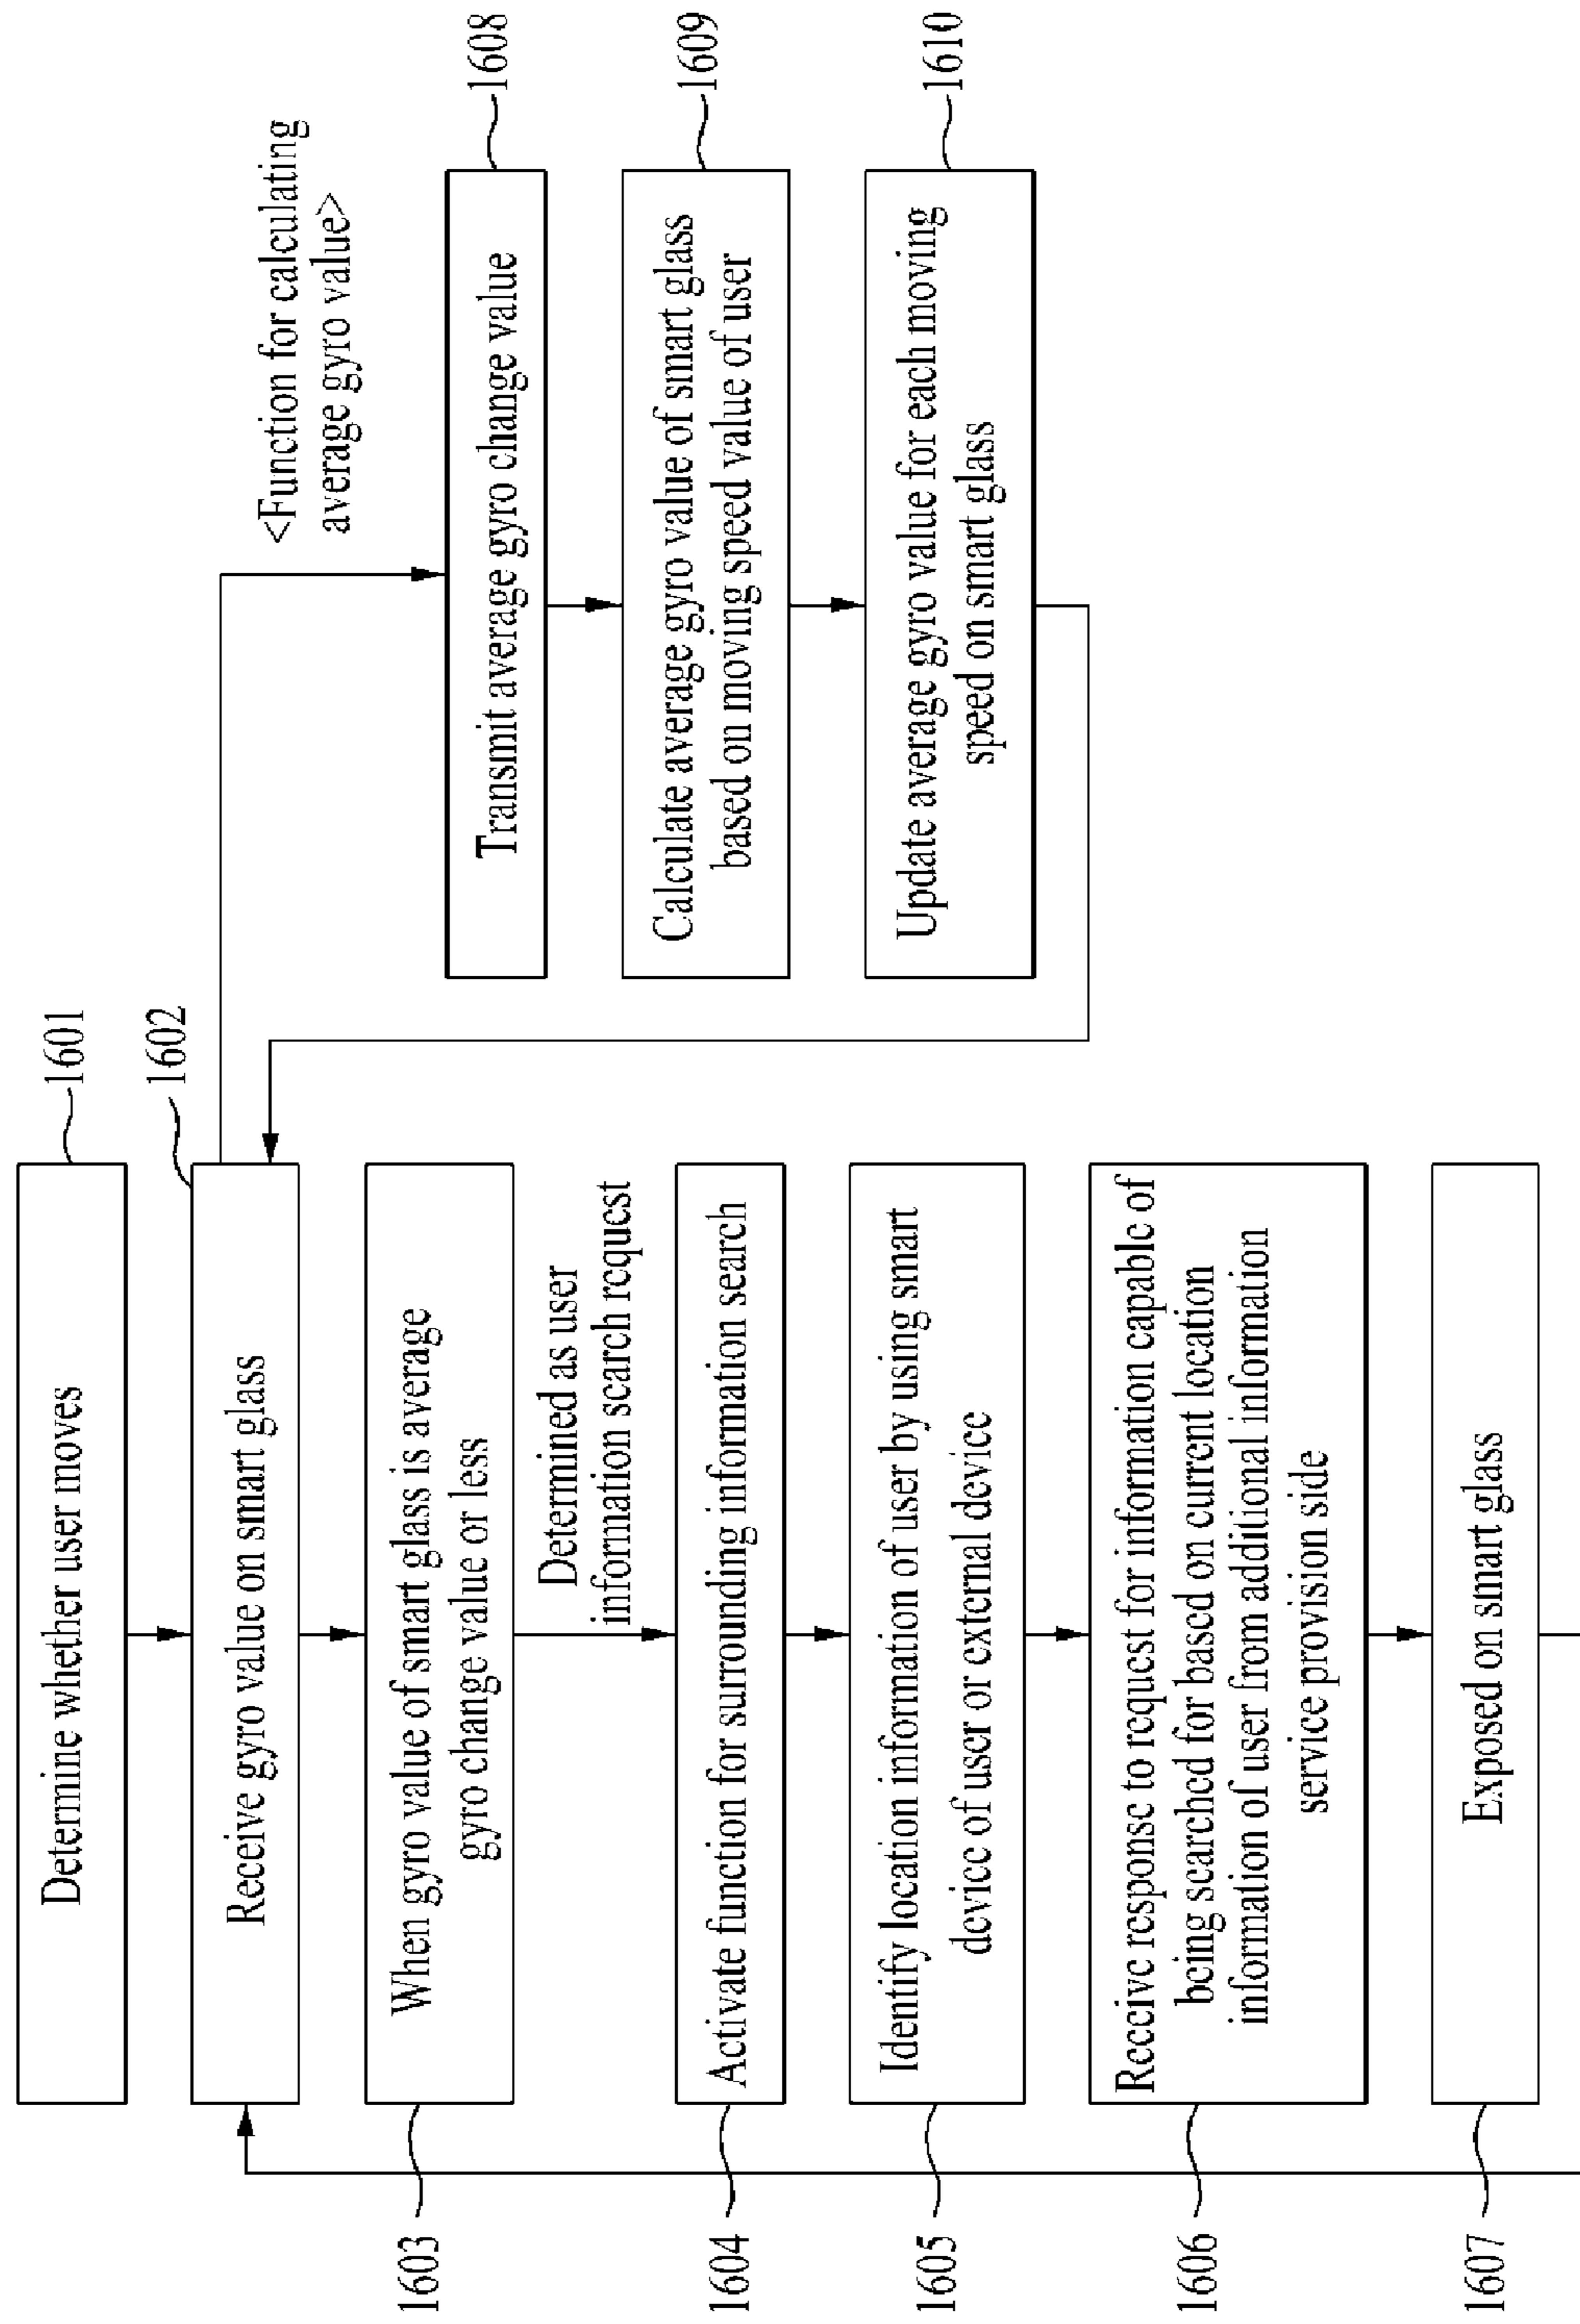 Determine whether user moves
1601
1602
Receive gyro value on smart glass
When gyro value of smart glass is average
gyro change value or less
1603
Determined as user
information search request
Activate function for surrounding information search
1604
Identify location information of user by using smart
device of user or external device
1605
Receive response to request for information capable of
being searched for based on current location
information of user from additional information
service provision side
1606
Exposed on smart glass
1607
<Function for calculating
average gyro value>
Transmit average gyro change value
1608
Calculate average gyro value of smart glass
based on moving speed value of user
1609
Update average gyro value for each moving
speed on smart glass
1610